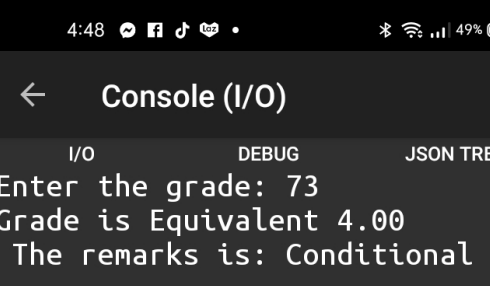 4:48 laz 49%
Console (I/O)
I/O DEBUG JSON TRE
Enter the grade: 73
Grade is Equivalent 4.00
The remarks is: Conditional